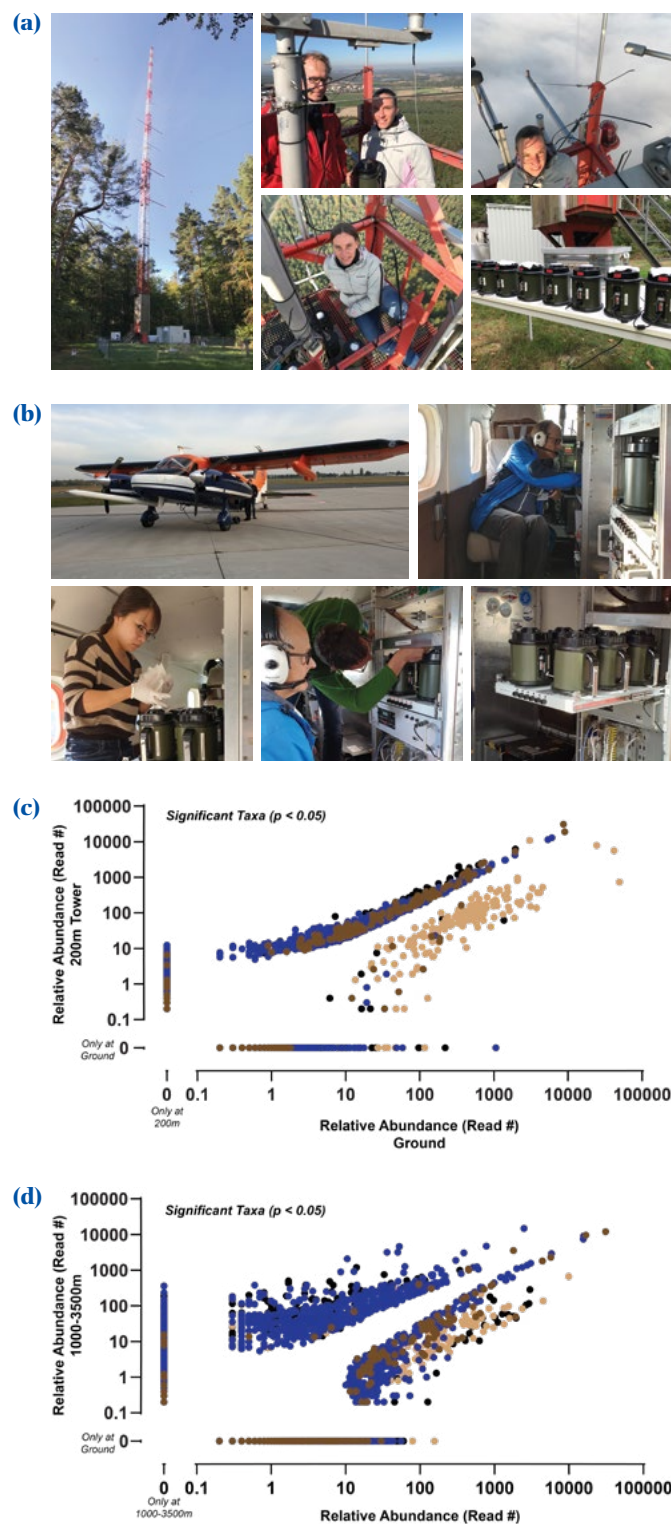 (a)
(b)
(c)
Significant Taxa (p < 0.05)
Relative Abundance (Read #)
200m Tower
100000
10000
1000
100
10
1
0.1
Only at
Ground
0
0
Only at
200m
0.1
1
10
100
1000
10000
100000
Relative Abundance (Read #)
Ground
(d)
Significant Taxa (p < 0.05)
Relative Abundance (Read #)
1000-3500m
100000
10000
1000
100
10
1
0.1
Only at
Ground
0
0
Only at
1000-3500m
0.1
1
10
100
1000
10000
100000
Relative Abundance (Read #)